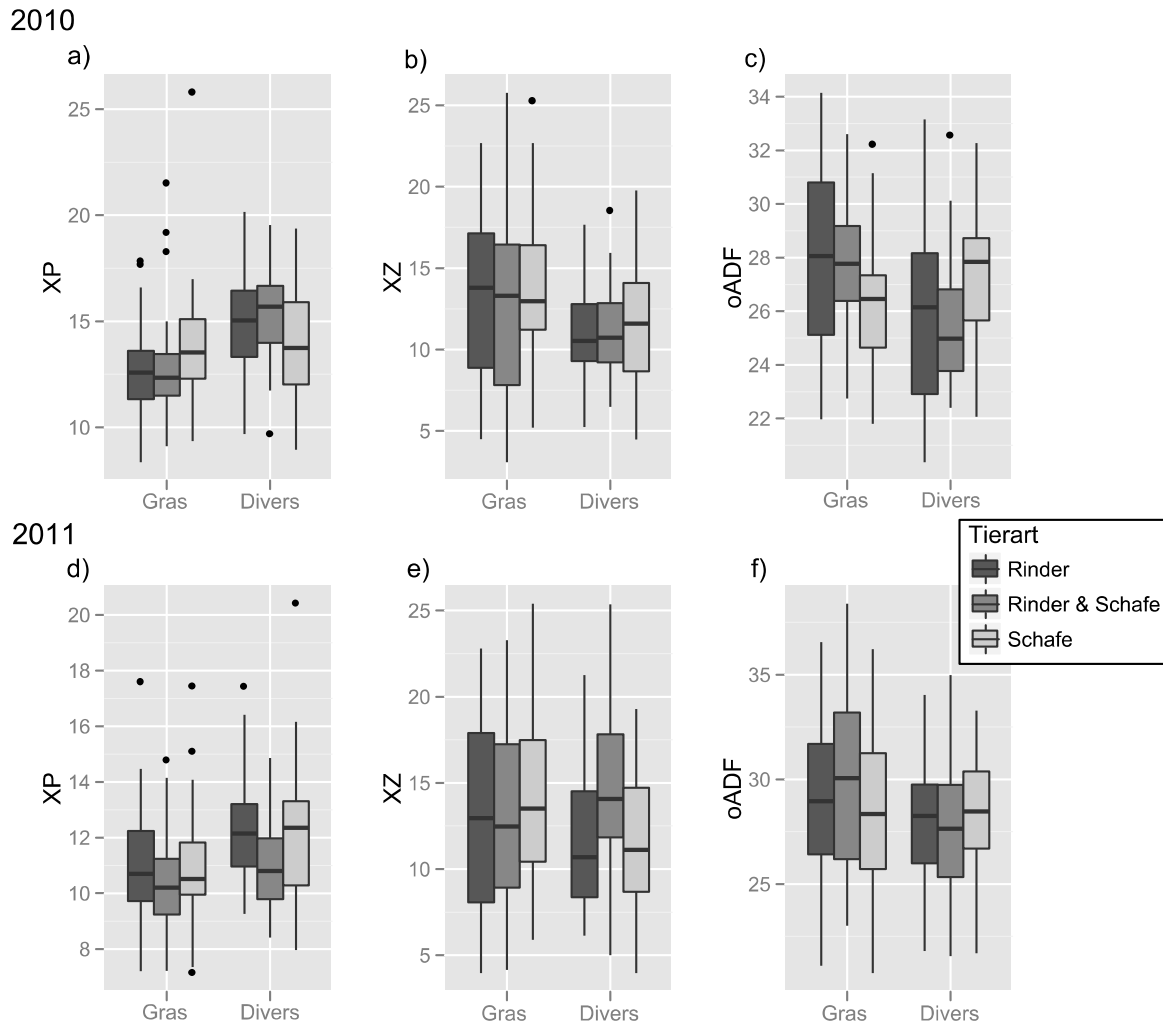 2010
a)
XP
25
20
15
10
Gras Divers
b)
XZ
25
20
15
10
5
Gras Divers
c)
oADF
34
32
30
28
26
24
22
Gras Divers
2011
d)
XP
20
18
16
14
12
10
8
Gras Divers
e)
XZ
25
20
15
10
5
Gras Divers
f)
oADF
35
30
25
Gras Divers
Tierart
Rinder
Rinder & Schafe
Schafe